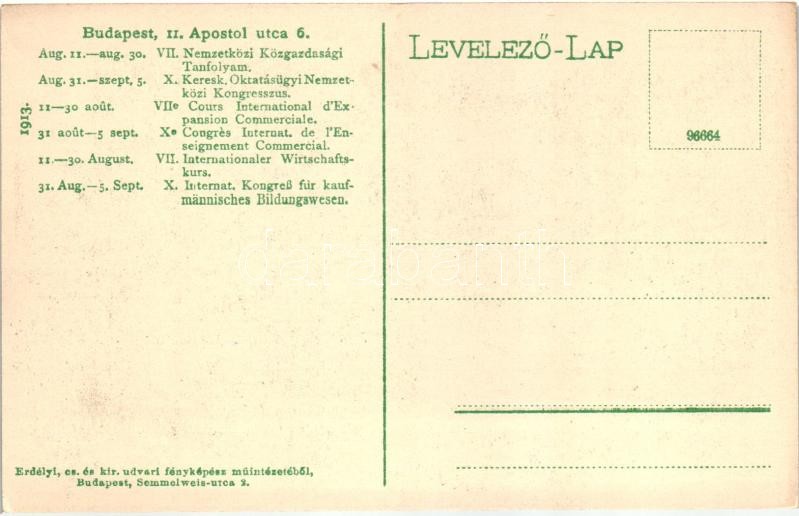 Budapest, II. Apostol utca 6.
1913.
Aug. 11.—aug. 30. VII. Nemzetközi Közgazdasági
Tanfolyam.
Aug. 31.—szept. 5. X. Keresk. Oktatásügyi Nemzet-
közi Kongresszus.
11—30 août. VIIe Cours International d'Ex-
pansion Commerciale.
31 août—5 sept. Xe Congrès Internat. de l'En-
seignement Commercial.
11.—30. August. VII. Internationaler Wirtschafts-
kurs.
31. Aug.—5. Sept. X. Internat. Kongreß für kauf-
männisches Bildungswesen.
Erdélyi, cs. és kir. udvari fényképész műintézetéből,
Budapest, Semmelweis-utca 2.
LEVELEZŐ-LAP
96664
darabanth